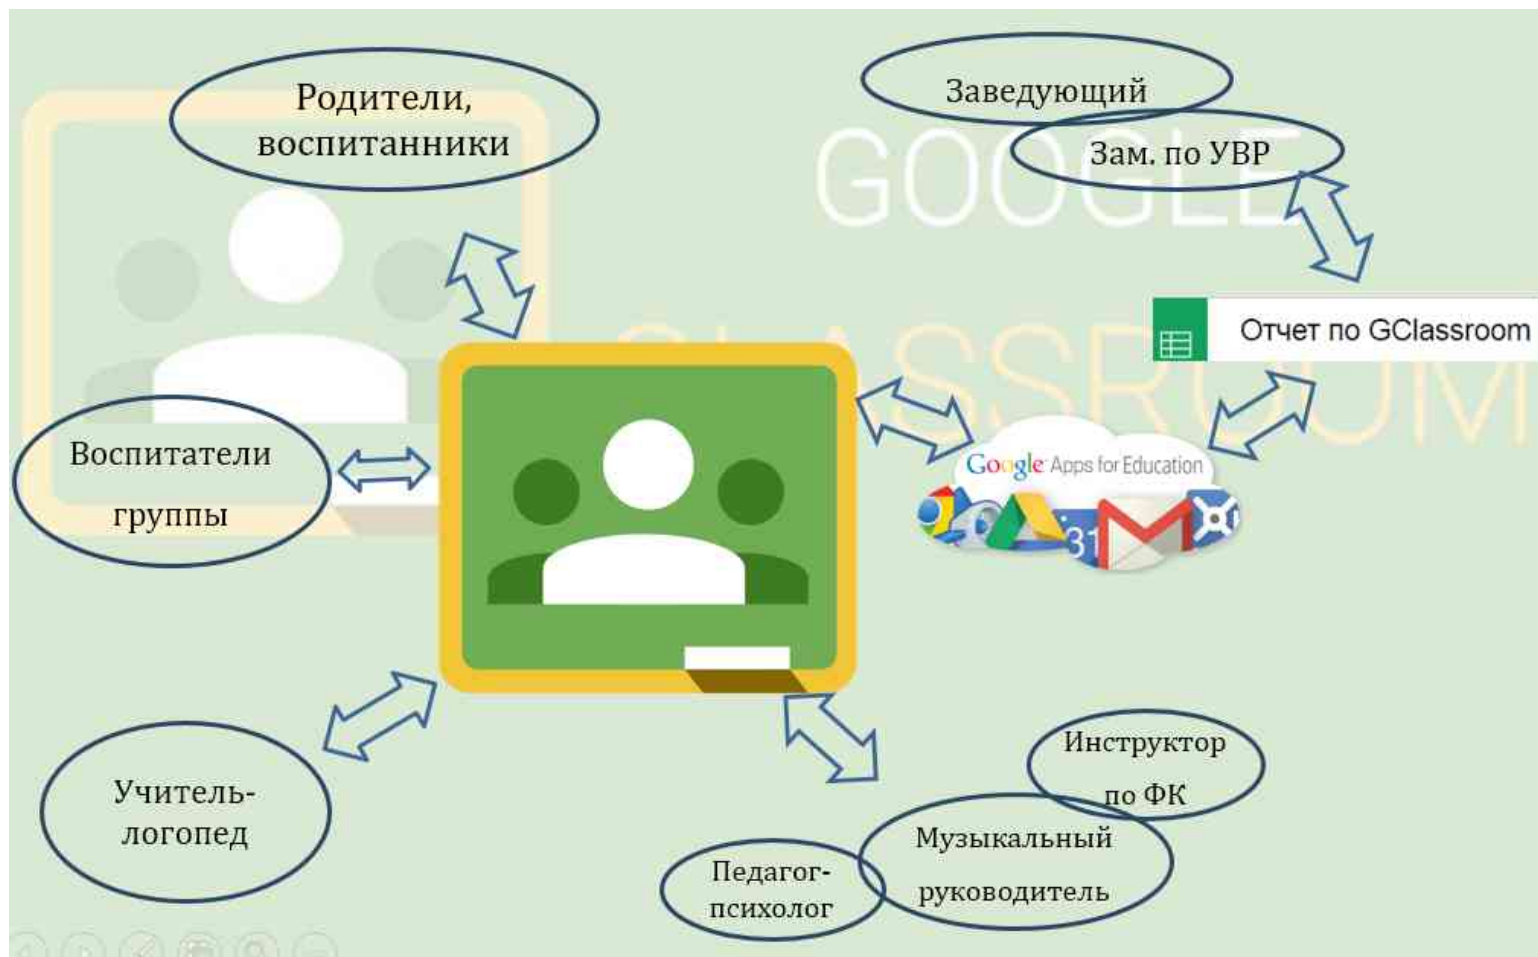 Родители,
воспитанники
Заведующий
Зам. по УВР
GOOGLE
CLASSROOM
Отчет по GClassroom
Воспитатели
группы
Google Apps for Education
31
Учитель-
логопед
Инструктор
по ФК
Музыкальный
руководитель
Педагог-
психолог